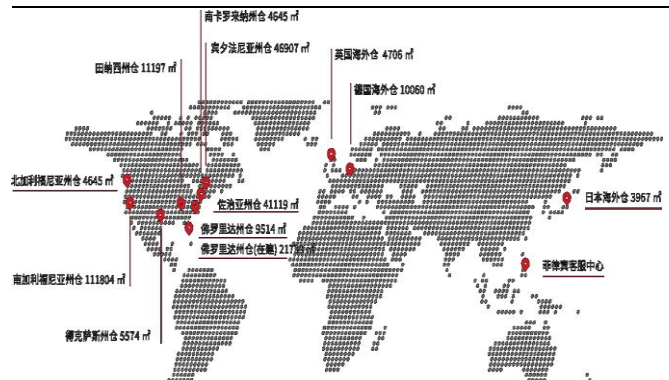 南卡罗来纳州仓 4645 ㎡
宾夕法尼亚州仓 46907 ㎡
英国海外仓 4706 ㎡
田纳西州仓 11197 ㎡
德国海外仓 10060 ㎡
北加利福尼亚州仓 4645 ㎡
佐治亚州仓 41119 ㎡
日本海外仓 3967 ㎡
佛罗里达州仓 9514 ㎡
佛罗里达州仓(在建)
菲律宾客服中心
南加利福尼亚州仓 111804 ㎡
得克萨斯州仓 5574 ㎡